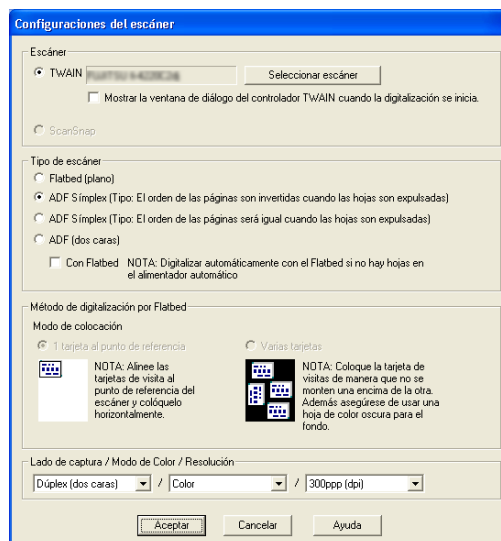 Configuraciones del escáner
Escáner
TWAIN
Seleccionar escáner
Mostrar la ventana de diálogo del controlador TWAIN cuando la digitalización se inicia.
ScanSnap
Tipo de escáner
Flatbed (plano)
ADF Símplex (Tipo: El orden de las páginas son invertidas cuando las hojas son expulsadas)
ADF Símplex (Tipo: El orden de las páginas será igual cuando las hojas son expulsadas)
ADF (dos caras)
Con Flatbed NOTA: Digitalizar automáticamente con el Flatbed si no hay hojas en
el alimentador automático
Método de digitalización por Flatbed
Modo de colocación
1 tarjeta al punto de referencia
NOTA: Alinee las
tarjetas de visita al
punto de referencia del
escáner y colóquelo
horizontalmente.
Varias tarjetas
NOTA: Coloque la tarjeta de
visitas de manera que no se
monten una encima de la otra.
Además asegúrese de usar una
hoja de color oscura para el
fondo.
Lado de captura / Modo de Color / Resolución
Dúplex (dos caras) / Color / 300ppp (dpi)
Aceptar Cancelar Ayuda